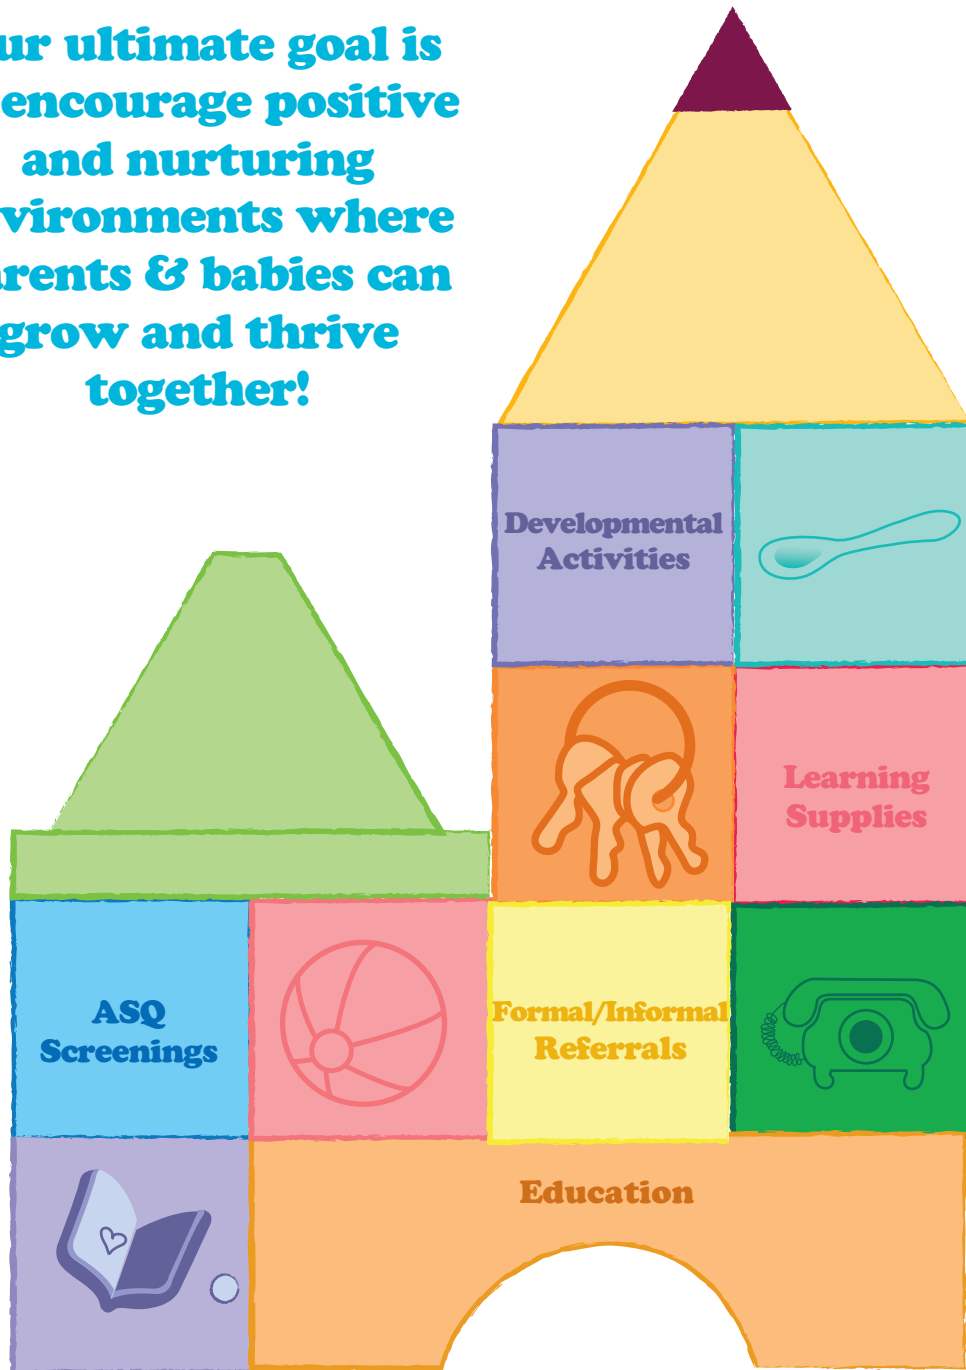 ur ultimate goal is
encourage positive
and nurturing
vironments where
rents & babies can
grow and thrive
together!
Developmental
Activities
Learning
Supplies
ASQ
Screenings
Formal/Informal
Referrals
Education